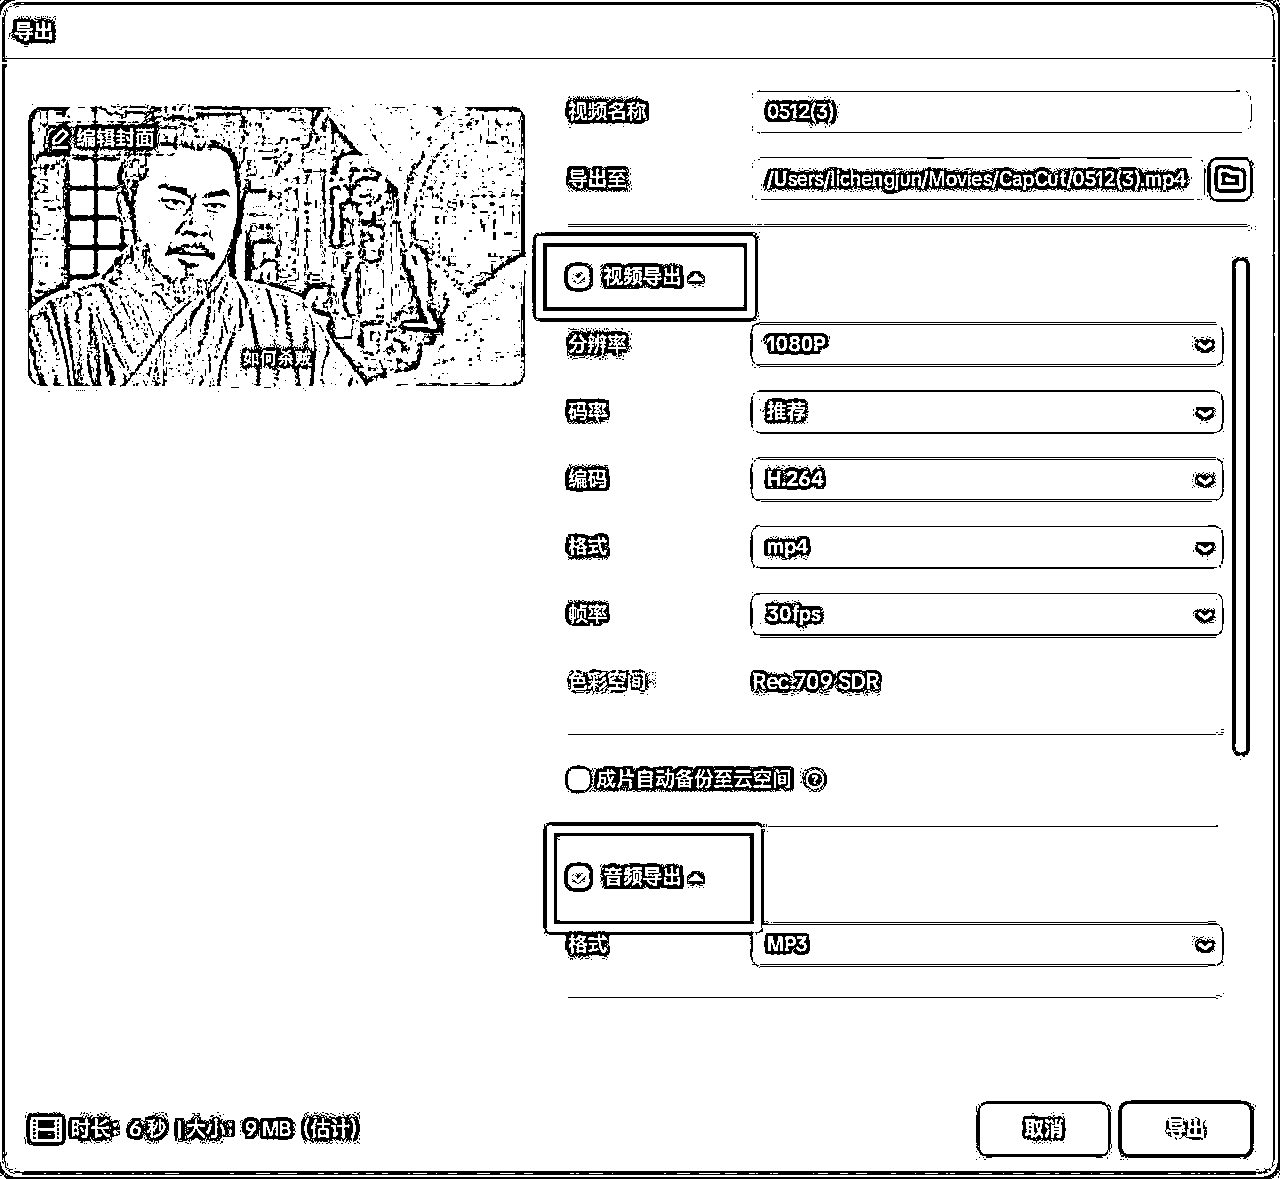 导出
编辑封面
如何杀贼
视频名称 0512(3)
导出至 /Users/lichengjun/Movies/CapCut/0512(3).mp4
视频导出
分辨率 1080P
码率 推荐
编码 H.264
格式 mp4
帧率 30fps
色彩空间 Rec.709 SDR
成片自动备份至云空间
音频导出
格式 MP3
时长: 6秒 | 大小: 9 MB (估计)
取消 导出